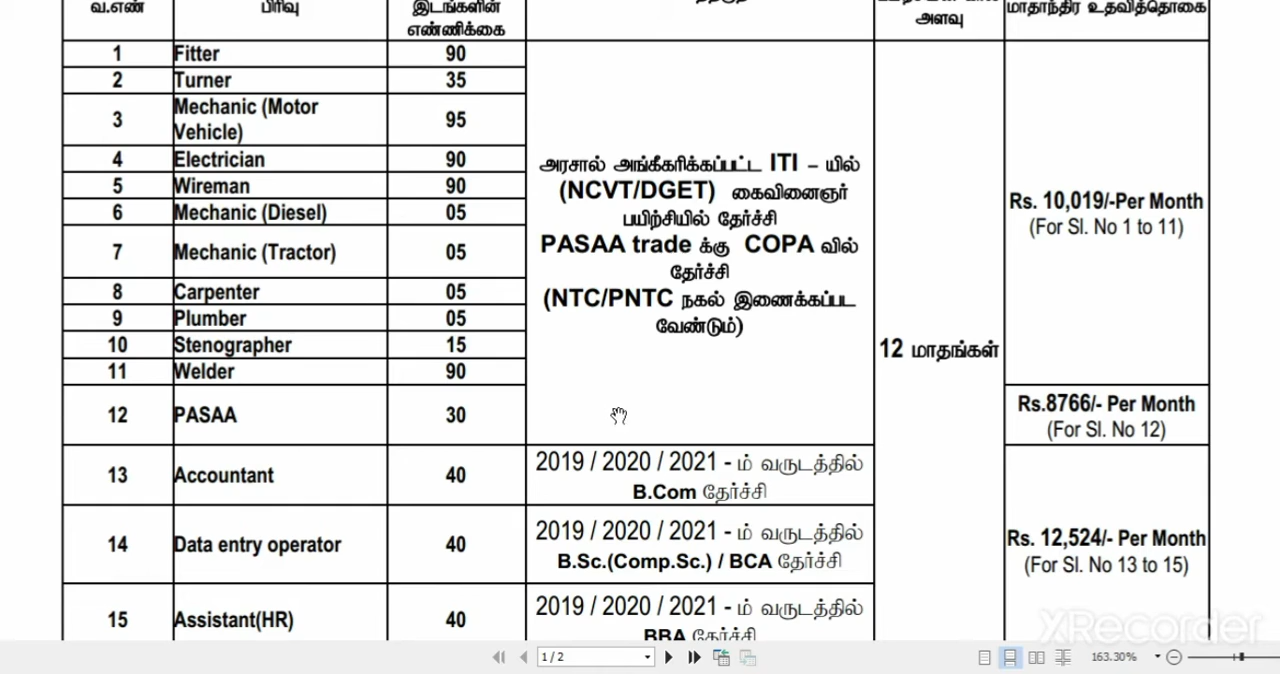 வ.எண் பிரிவு இடங்களின் மாதாந்திர உதவித்தொகை
எண்ணிக்கை அளவு
1 Fitter 90
2 Turner 35
3 Mechanic (Motor Vehicle) 95
4 Electrician 90
5 Wireman 90
6 Mechanic (Diesel) 05
7 Mechanic (Tractor) 05
8 Carpenter 05
9 Plumber 05
10 Stenographer 15
11 Welder 90
அரசால் அங்கீகரிக்கப்பட்ட ITI – யில்
(NCVT/DGET) கைவினைஞர்
பயிற்சியில் தேர்ச்சி
PASAA trade க்கு COPA வில்
தேர்ச்சி
(NTC/PNTC நகல் இணைக்கப்பட
வேண்டும்)
12 மாதங்கள்
Rs. 10,019/-Per Month
(For Sl. No 1 to 11)
12 PASAA 30
Rs.8766/- Per Month
(For Sl. No 12)
13 Accountant 40
2019 / 2020 / 2021 - ம் வருடத்தில்
B.Com தேர்ச்சி
14 Data entry operator 40
2019 / 2020 / 2021 - ம் வருடத்தில்
B.Sc.(Comp.Sc.) / BCA தேர்ச்சி
Rs. 12,524/- Per Month
(For Sl. No 13 to 15)
15 Assistant(HR) 40
2019 / 2020 / 2021 - ம் வருடத்தில்
BBA தேர்ச்சி
XRecorder
1 / 2
163.30%